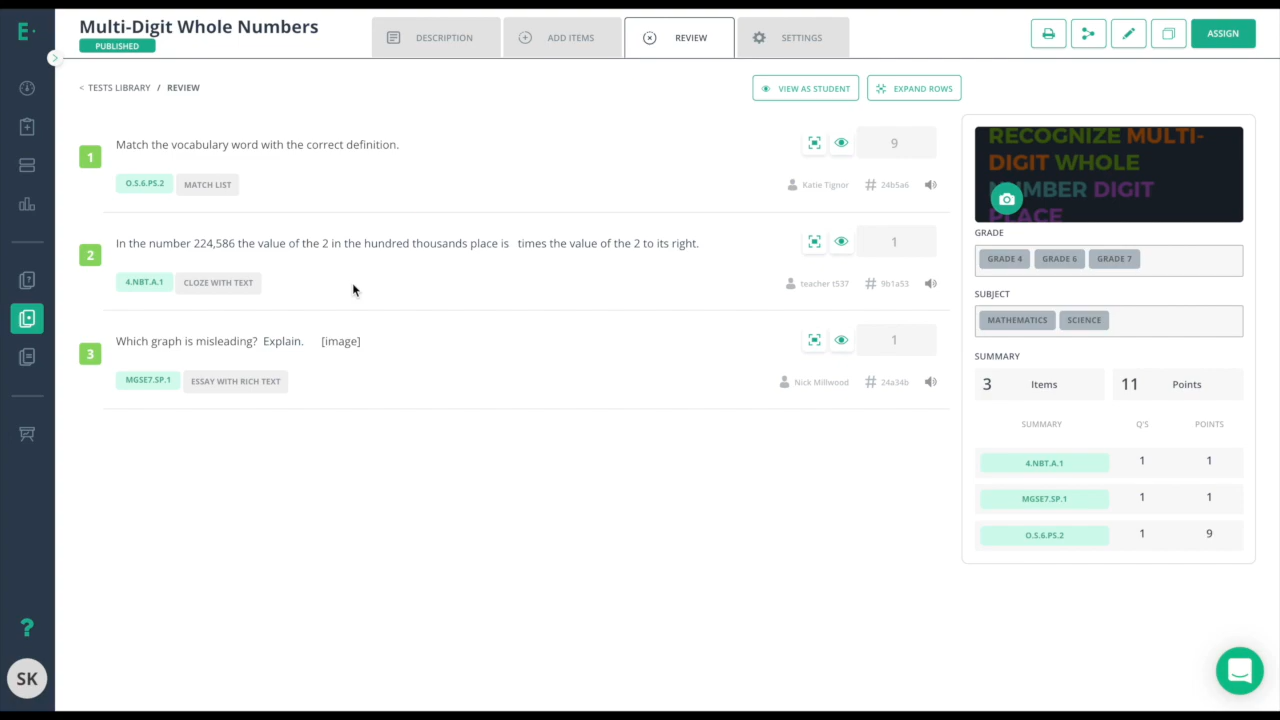 E
Multi-Digit Whole Numbers
PUBLISHED
DESCRIPTION
ADD ITEMS
REVIEW
SETTINGS
ASSIGN
< TESTS LIBRARY / REVIEW
VIEW AS STUDENT
EXPAND ROWS
1
Match the vocabulary word with the correct definition.
9
O.S.6.PS.2
MATCH LIST
Katie Tignor
# 24b5a6
2
In the number 224,586 the value of the 2 in the hundred thousands place is times the value of the 2 to its right.
1
4.NBT.A.1
CLOZE WITH TEXT
teacher t537
# 9b1a53
3
Which graph is misleading? Explain. [image]
1
MGSE7.SP.1
ESSAY WITH RICH TEXT
Nick Millwood
# 24a34b
RECOGNIZE MULTI-
DIGIT WHOLE
NUMBER DIGIT
PLACE
GRADE
GRADE 4 GRADE 6 GRADE 7
SUBJECT
MATHEMATICS SCIENCE
SUMMARY
3 Items 11 Points
SUMMARY Q'S POINTS
4.NBT.A.1 1 1
MGSE7.SP.1 1 1
O.S.6.PS.2 1 9
?
SK